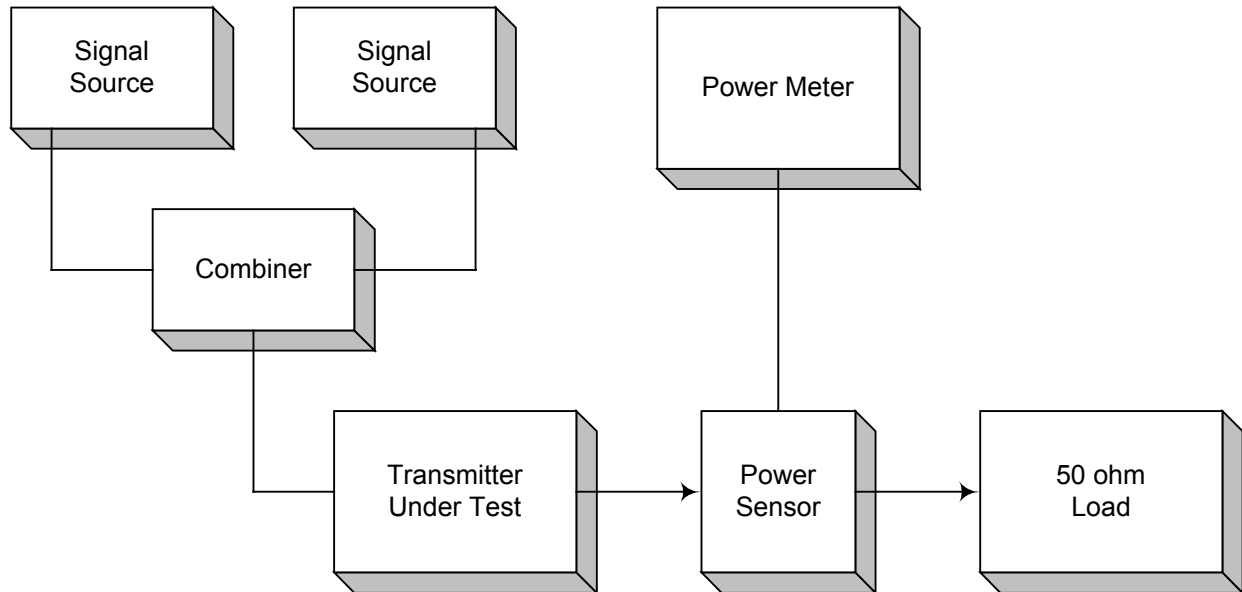 Signal
Source
Signal
Source
Power Meter
Combiner
Transmitter
Under Test
Power
Sensor
50 ohm
Load